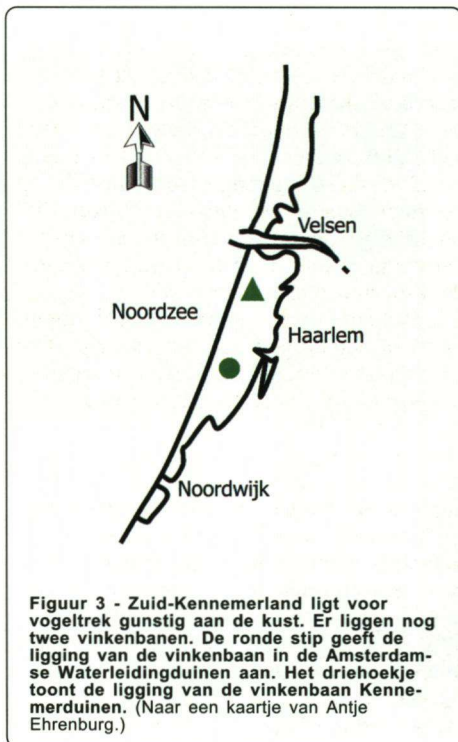 N
Velsen
Noordzee
Haarlem
Noordwijk
Figuur 3 - Zuid-Kennemerland ligt voor
vogeltrek gunstig aan de kust. Er liggen nog
twee vinkenbanen. De ronde stip geeft de
ligging van de vinkenbaan in de Amsterdam-
se Waterleidingduinen aan. Het driehoekje
toont de ligging van de vinkenbaan Kenne-
merduinen. (Naar een kaartje van Antje
Ehrenburg.)